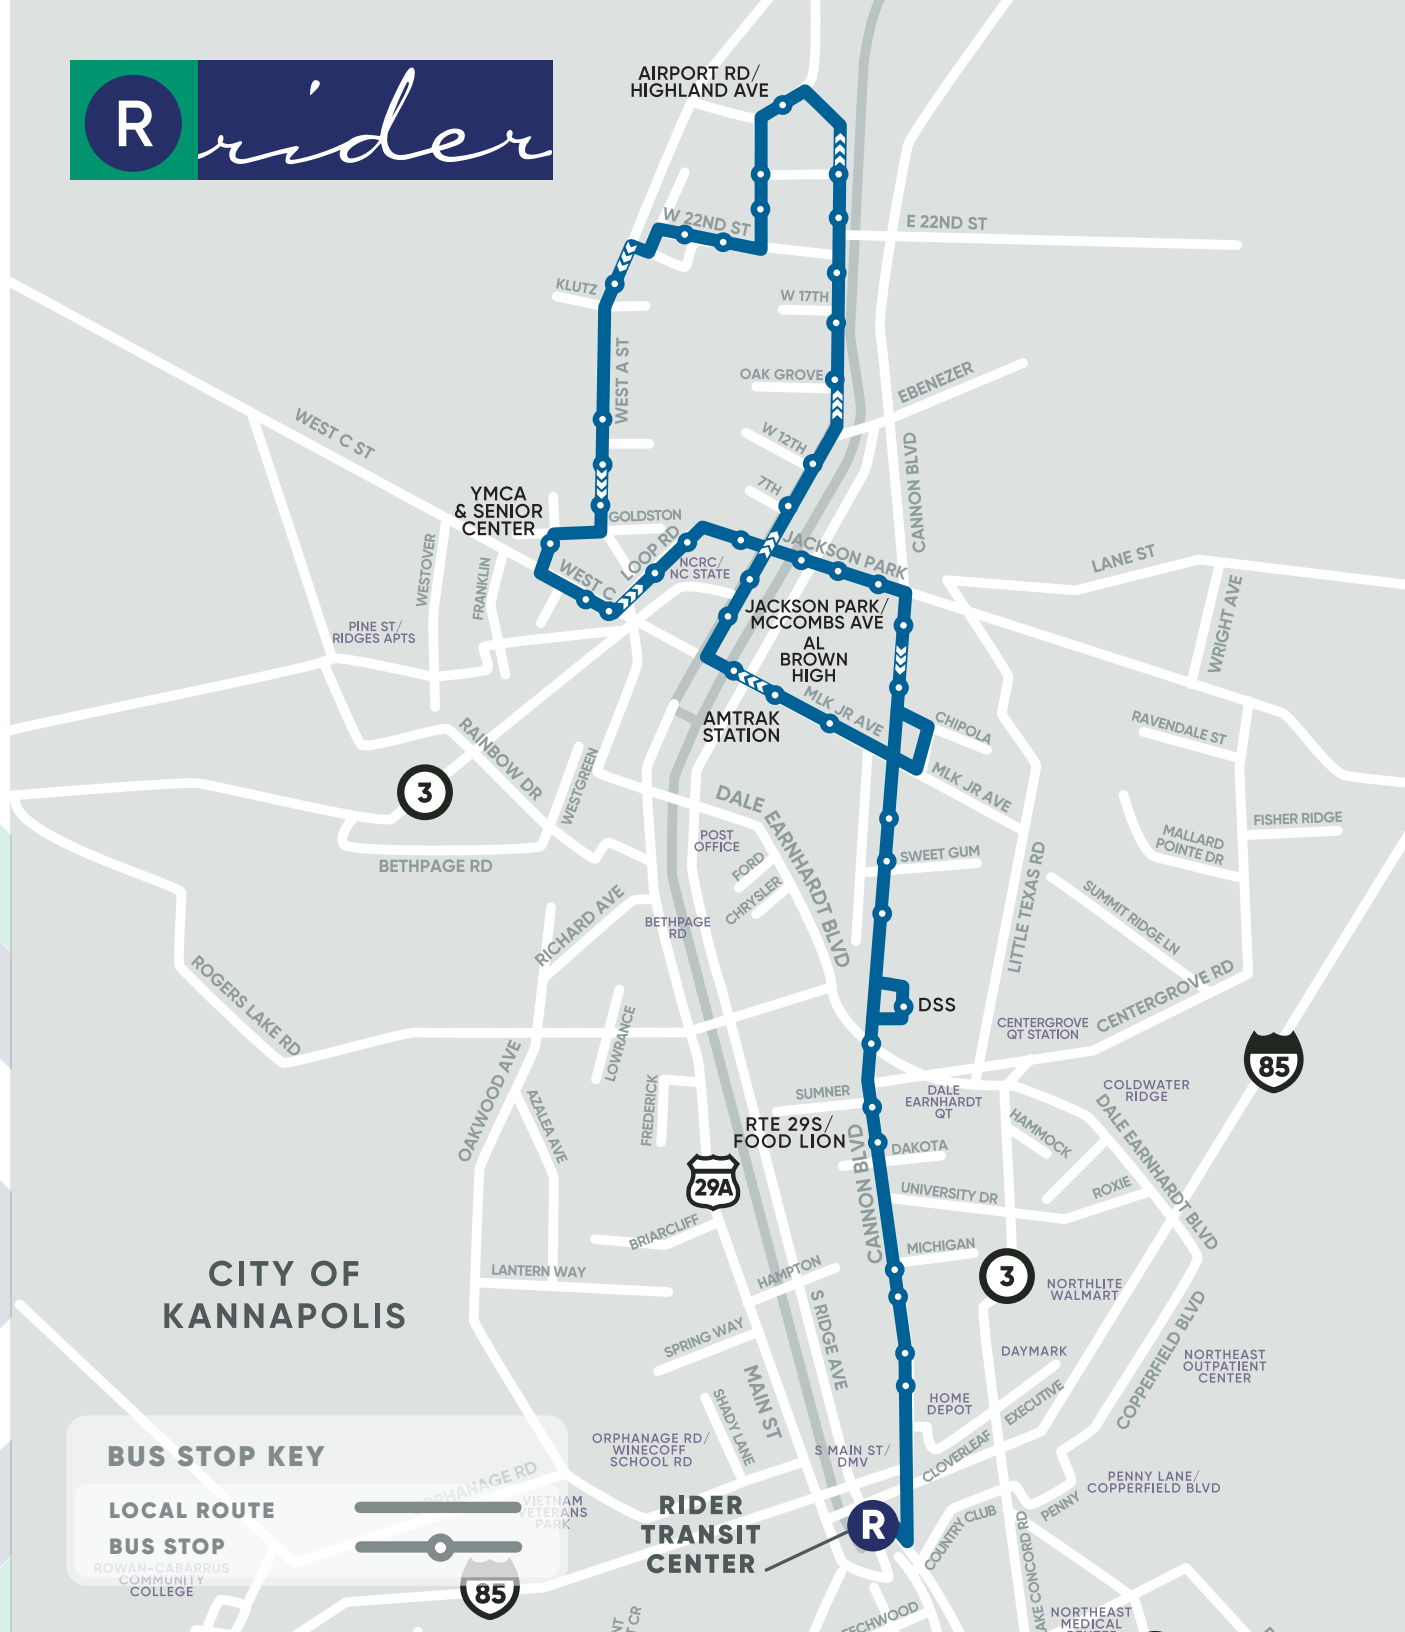 R rider
AIRPORT RD/
HIGHLAND AVE
W 22ND ST
E 22ND ST
KLUTZ
W 17TH
WEST A ST
OAK GROVE
EBENEZER
WEST C ST
W 12TH
CANNON BLVD
7TH
YMCA
& SENIOR
CENTER
GOLDSTON
LOOP RD
JACKSON PARK
NCRC/
NC STATE
WEST C
LANE ST
WESTOVER
FRANKLIN
WRIGHT AVE
PINE ST/
RIDGES APTS
JACKSON PARK/
MCCOMBS AVE
AL
BROWN
HIGH
MLK JR AVE
AMTRAK
STATION
CHIPOLA
RAVENDALE ST
RAINBOW DR
WESTGREEN
3
MLK JR AVE
DALE EARNHARDT BLVD
POST
OFFICE
FORD
CHRYSLER
SWEET GUM
FISHER RIDGE
MALLARD
POINTE DR
BETHPAGE RD
LITTLE TEXAS RD
SUMMIT RIDGE LN
RICHARD AVE
BETHPAGE
RD
ROGERS LAKE RD
DSS
CENTERGROVE
QT STATION
CENTERGROVE RD
LOWRANCE
85
OAKWOOD AVE
AZALEA AVE
FREDERICK
SUMNER
DALE
EARNHARDT
QT
COLDWATER
RIDGE
RTE 29S/
FOOD LION
CANNON BLVD
DAKOTA
HAMMOCK
DALE EARNHARDT BLVD
29A
UNIVERSITY DR
ROXIE
BRIARCLIFF
MICHIGAN
LANTERN WAY
HAMPTON
3
NORTHLITE
WALMART
CITY OF
KANNAPOLIS
S RIDGE AVE
SPRING WAY
DAYMARK
COPPERFIELD BLVD
NORTHEAST
OUTPATIENT
CENTER
MAIN ST
SHADY LANE
HOME
DEPOT
EXECUTIVE
ORPHANAGE RD/
WINECOFF
SCHOOL RD
S MAIN ST/
DMV
CLOVERLEAF
PENNY LANE/
COPPERFIELD BLVD
BUS STOP KEY
ORPHANAGE RD
LOCAL ROUTE
BUS STOP
VIETNAM
VETERANS
PARK
RIDER
TRANSIT
CENTER
R
COUNTRY CLUB
PENNY
LAKE CONCORD RD
ROWAN-CABARRUS
COMMUNITY
COLLEGE
85
NORTHEAST
MEDICAL